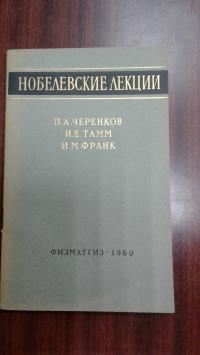 НОБЕЛЕВСКИЕ ЛЕКЦИИ
П.А.ЧЕРЕНКОВ
И.Е.ТАММ
И.М.ФРАНК
ФИЗМАТГИЗ-1960